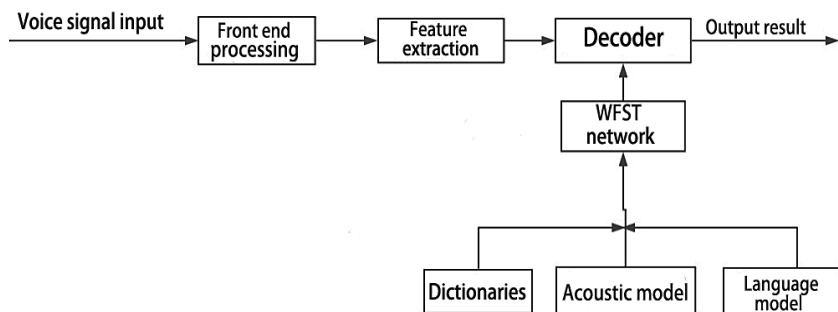 Voice signal input
Front end
processing
Feature
extraction
Decoder
Output result
WFST
network
Dictionaries
Acoustic model
Language
model